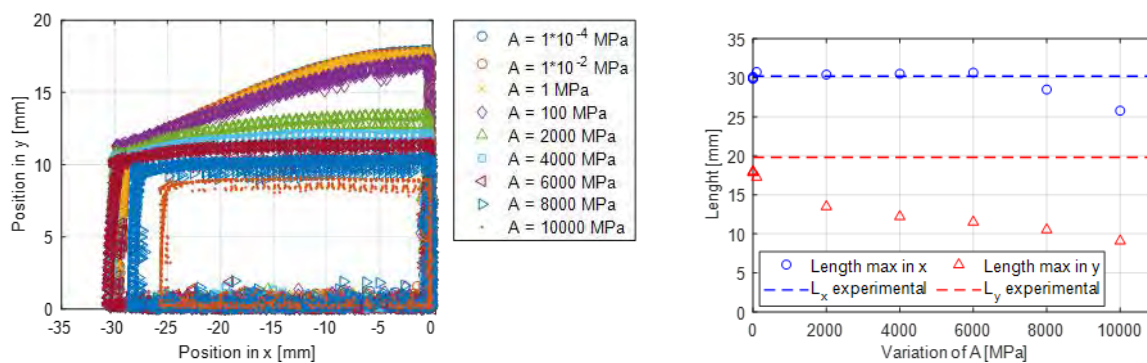 20
15
10
5
0
-35
-30
-25
-20
-15
-10
-5
0
Position in y [mm]
Position in x [mm]
A = 1*10^-4 MPa
A = 1*10^-2 MPa
A = 1 MPa
A = 100 MPa
A = 2000 MPa
A = 4000 MPa
A = 6000 MPa
A = 8000 MPa
A = 10000 MPa
35
30
25
20
15
10
5
0
0
2000
4000
6000
8000
10000
Lenght [mm]
Length max in x
Length max in y
L_x experimental
L_y experimental
Variation of A [MPa]